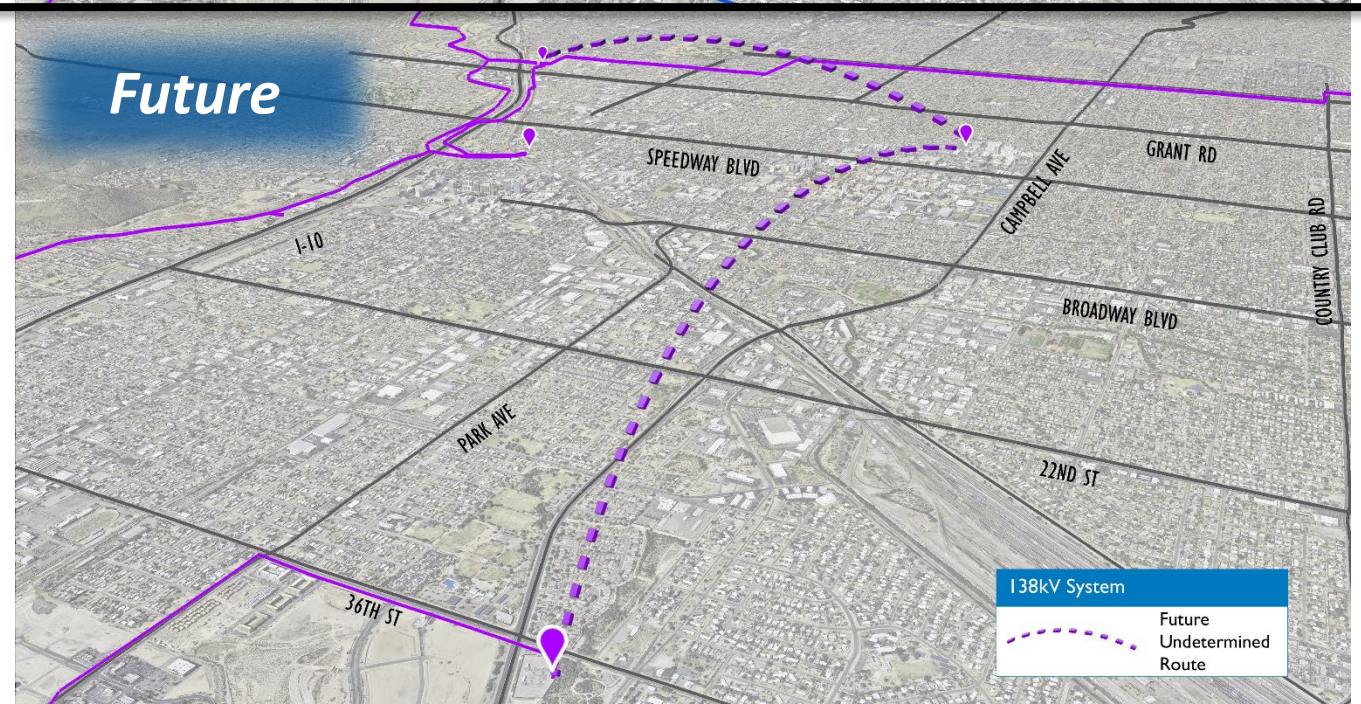 Future
SPEEDWAY BLVD
GRANT RD
CAMPBELL AVE
COUNTRY CLUB RD
I-10
BROADWAY BLVD
PARK AVE
22ND ST
36TH ST
138kV System
Future
Undetermined
Route